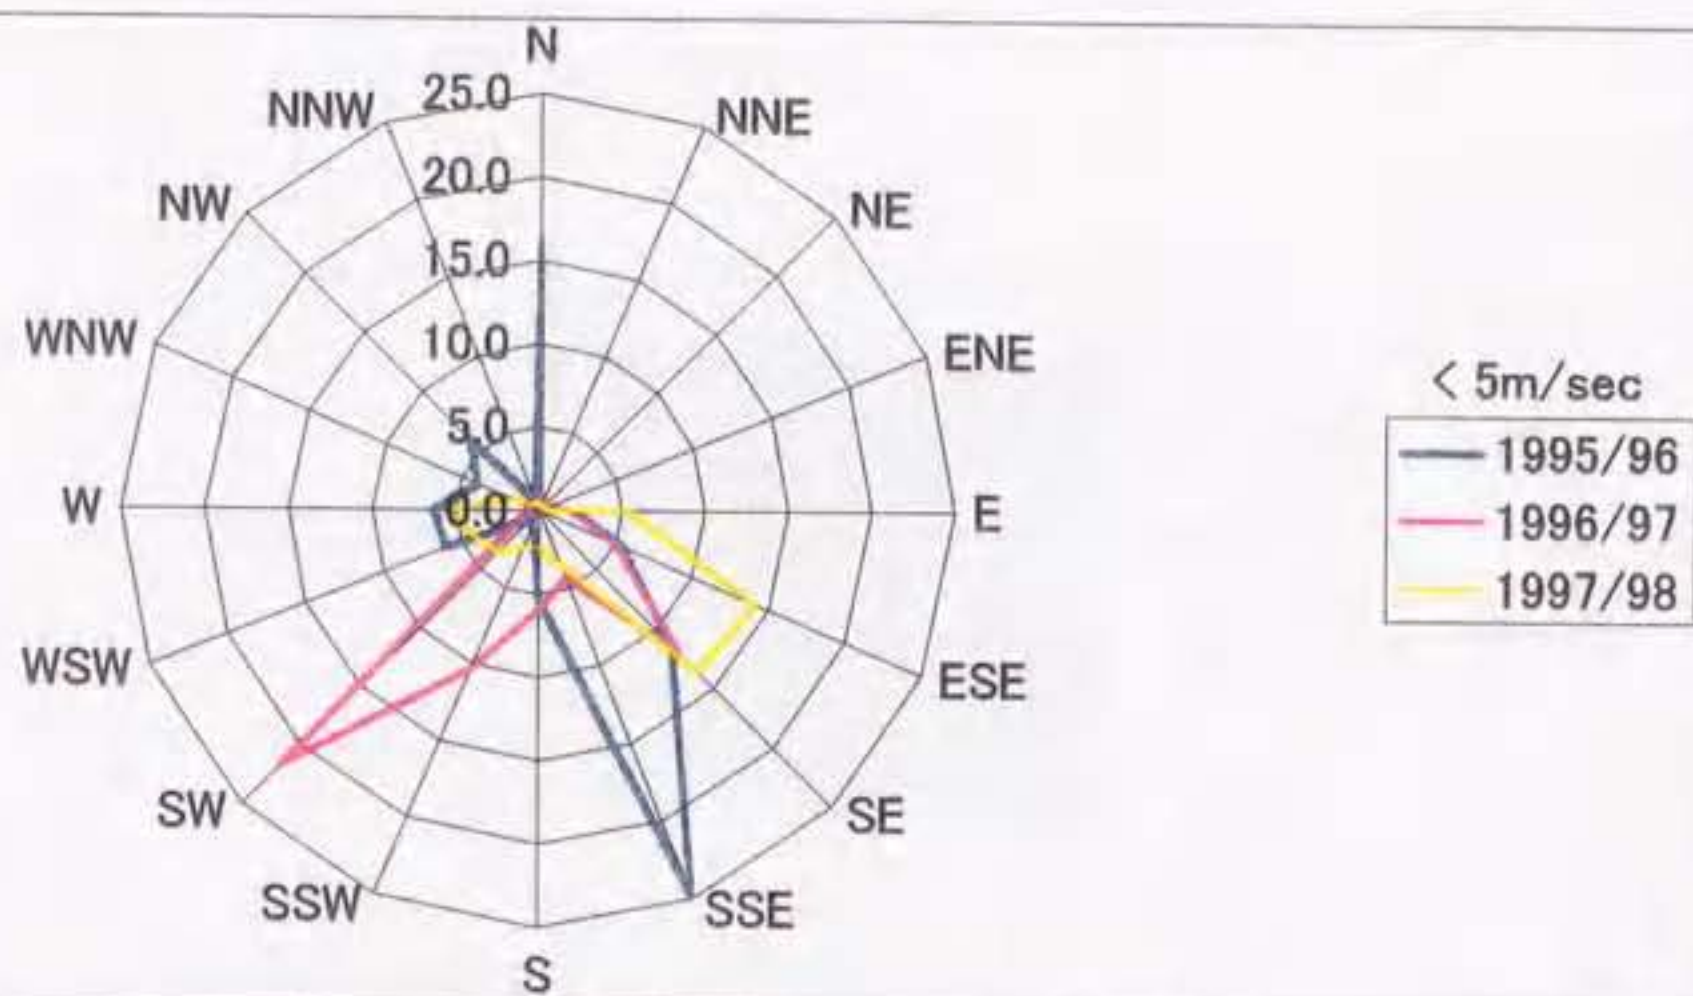 N
NNW
25.0
NNE
20.0
NW
NE
15.0
WNW
10.0
ENE
5.0
W
0.0
E
WSW
ESE
SW
SE
SSW
SSE
S
< 5m/sec
1995/96
1996/97
1997/98